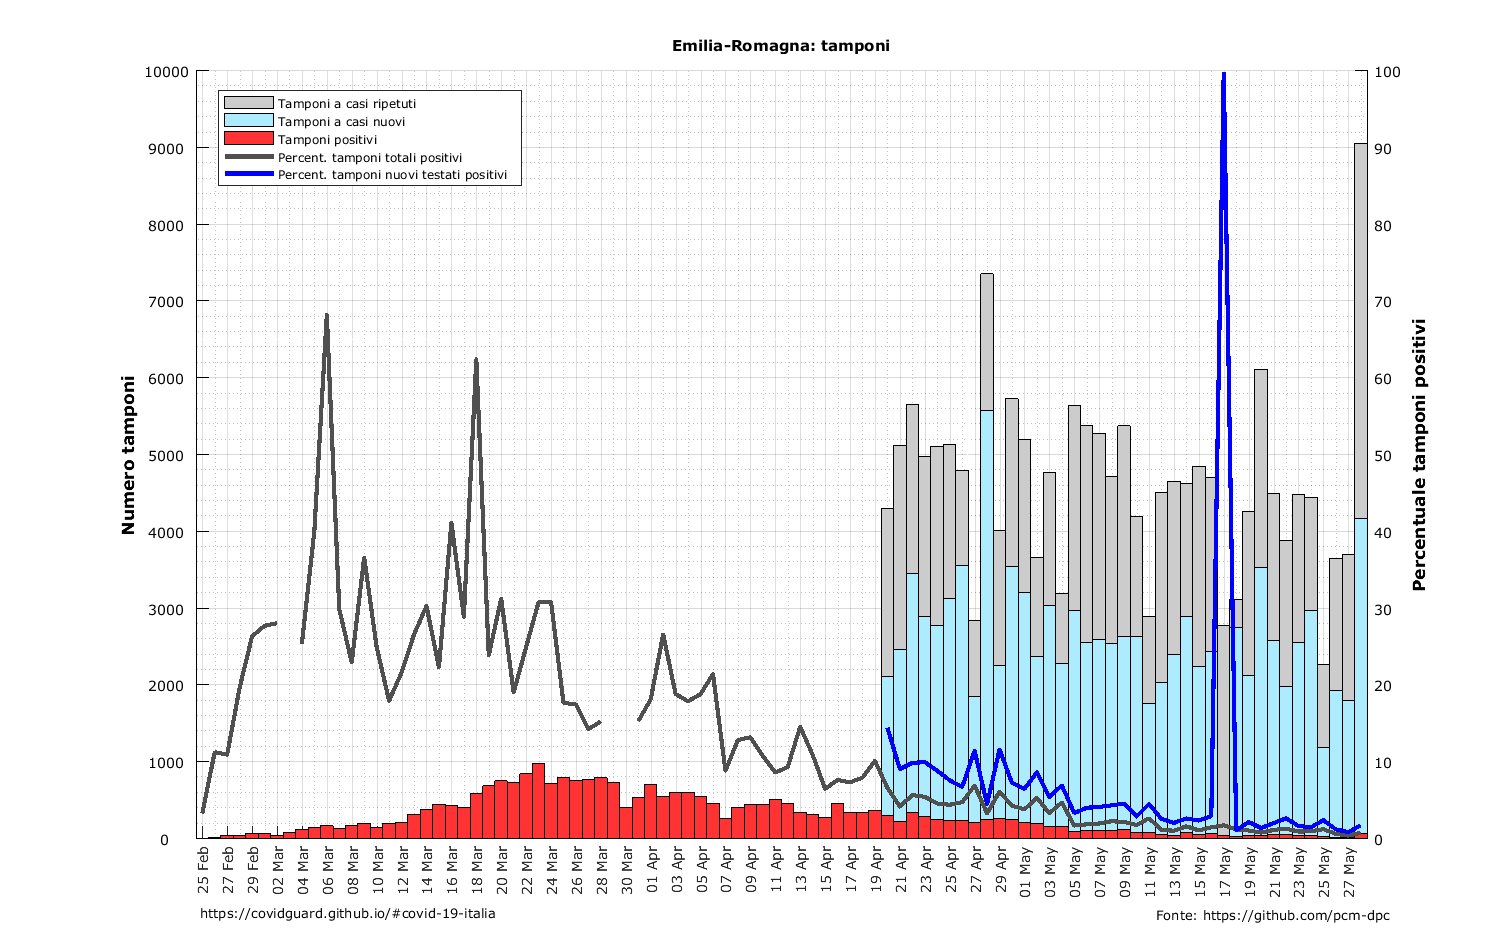 Emilia-Romagna: tamponi
Tamponi a casi ripetuti
Tamponi a casi nuovi
Tamponi positivi
Percent. tamponi totali positivi
Percent. tamponi nuovi testati positivi
Numero tamponi
10000
9000
8000
7000
6000
5000
4000
3000
2000
1000
0
Percentuale tamponi positivi
100
90
80
70
60
50
40
30
20
10
0
25 Feb
27 Feb
29 Feb
02 Mar
04 Mar
06 Mar
08 Mar
10 Mar
12 Mar
14 Mar
16 Mar
18 Mar
20 Mar
22 Mar
24 Mar
26 Mar
28 Mar
30 Mar
01 Apr
03 Apr
05 Apr
07 Apr
09 Apr
11 Apr
13 Apr
15 Apr
17 Apr
19 Apr
21 Apr
23 Apr
25 Apr
27 Apr
29 Apr
01 May
03 May
05 May
07 May
09 May
11 May
13 May
15 May
17 May
19 May
21 May
23 May
25 May
27 May
https://covidguard.github.io/#covid-19-italia
Fonte: https://github.com/pcm-dpc